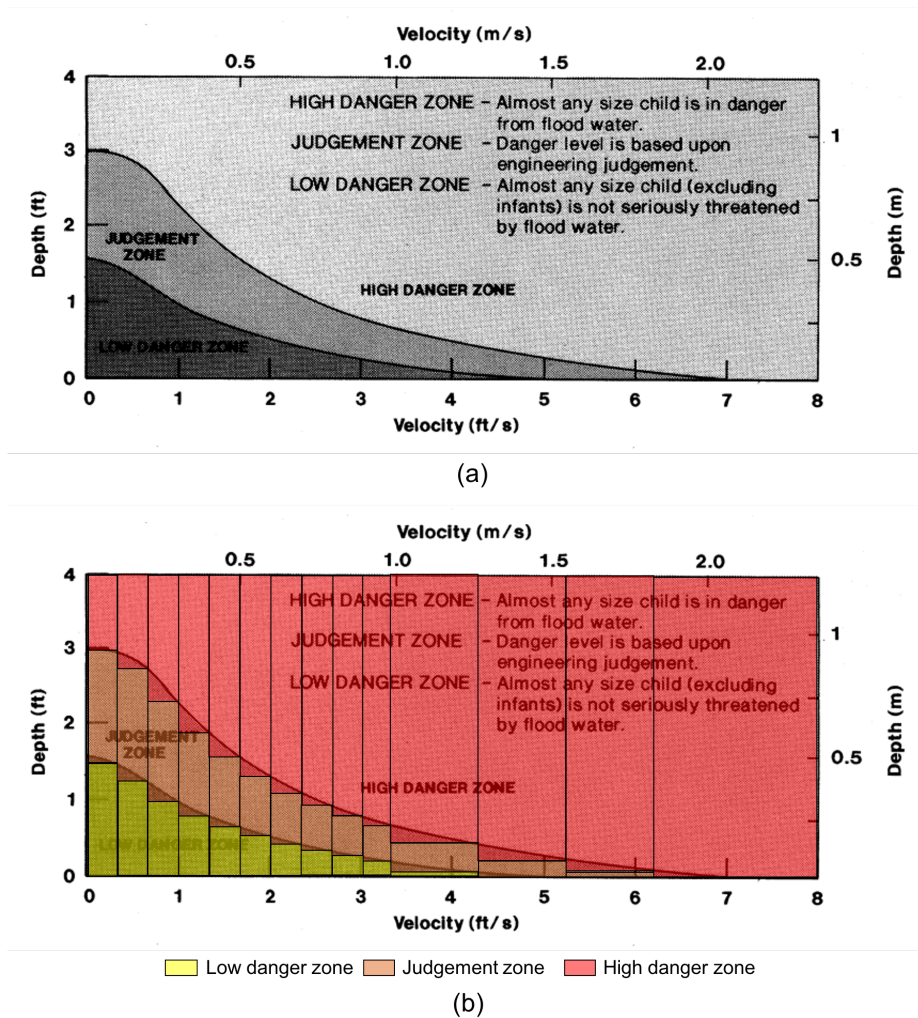 Velocity (m/s)
0.5 1.0 1.5 2.0
4
3
2
1
0
Depth (ft)
HIGH DANGER ZONE – Almost any size child is in danger
from flood water.
JUDGEMENT ZONE – Danger level is based upon
engineering judgement.
LOW DANGER ZONE – Almost any size child (excluding
infants) is not seriously threatened
by flood water.
JUDGEMENT
ZONE
HIGH DANGER ZONE
LOW DANGER ZONE
1
0.5
Depth (m)
0 1 2 3 4 5 6 7 8
Velocity (ft/s)
(a)
Velocity (m/s)
0.5 1.0 1.5 2.0
4
3
2
1
0
Depth (ft)
HIGH DANGER ZONE – Almost any size child is in danger
from flood water.
JUDGEMENT ZONE – Danger level is based upon
engineering judgement.
LOW DANGER ZONE – Almost any size child (excluding
infants) is not seriously threatened
by flood water.
JUDGEMENT
ZONE
HIGH DANGER ZONE
LOW DANGER ZONE
1
0.5
Depth (m)
0 1 2 3 4 5 6 7 8
Velocity (ft/s)
Low danger zone Judgement zone High danger zone
(b)